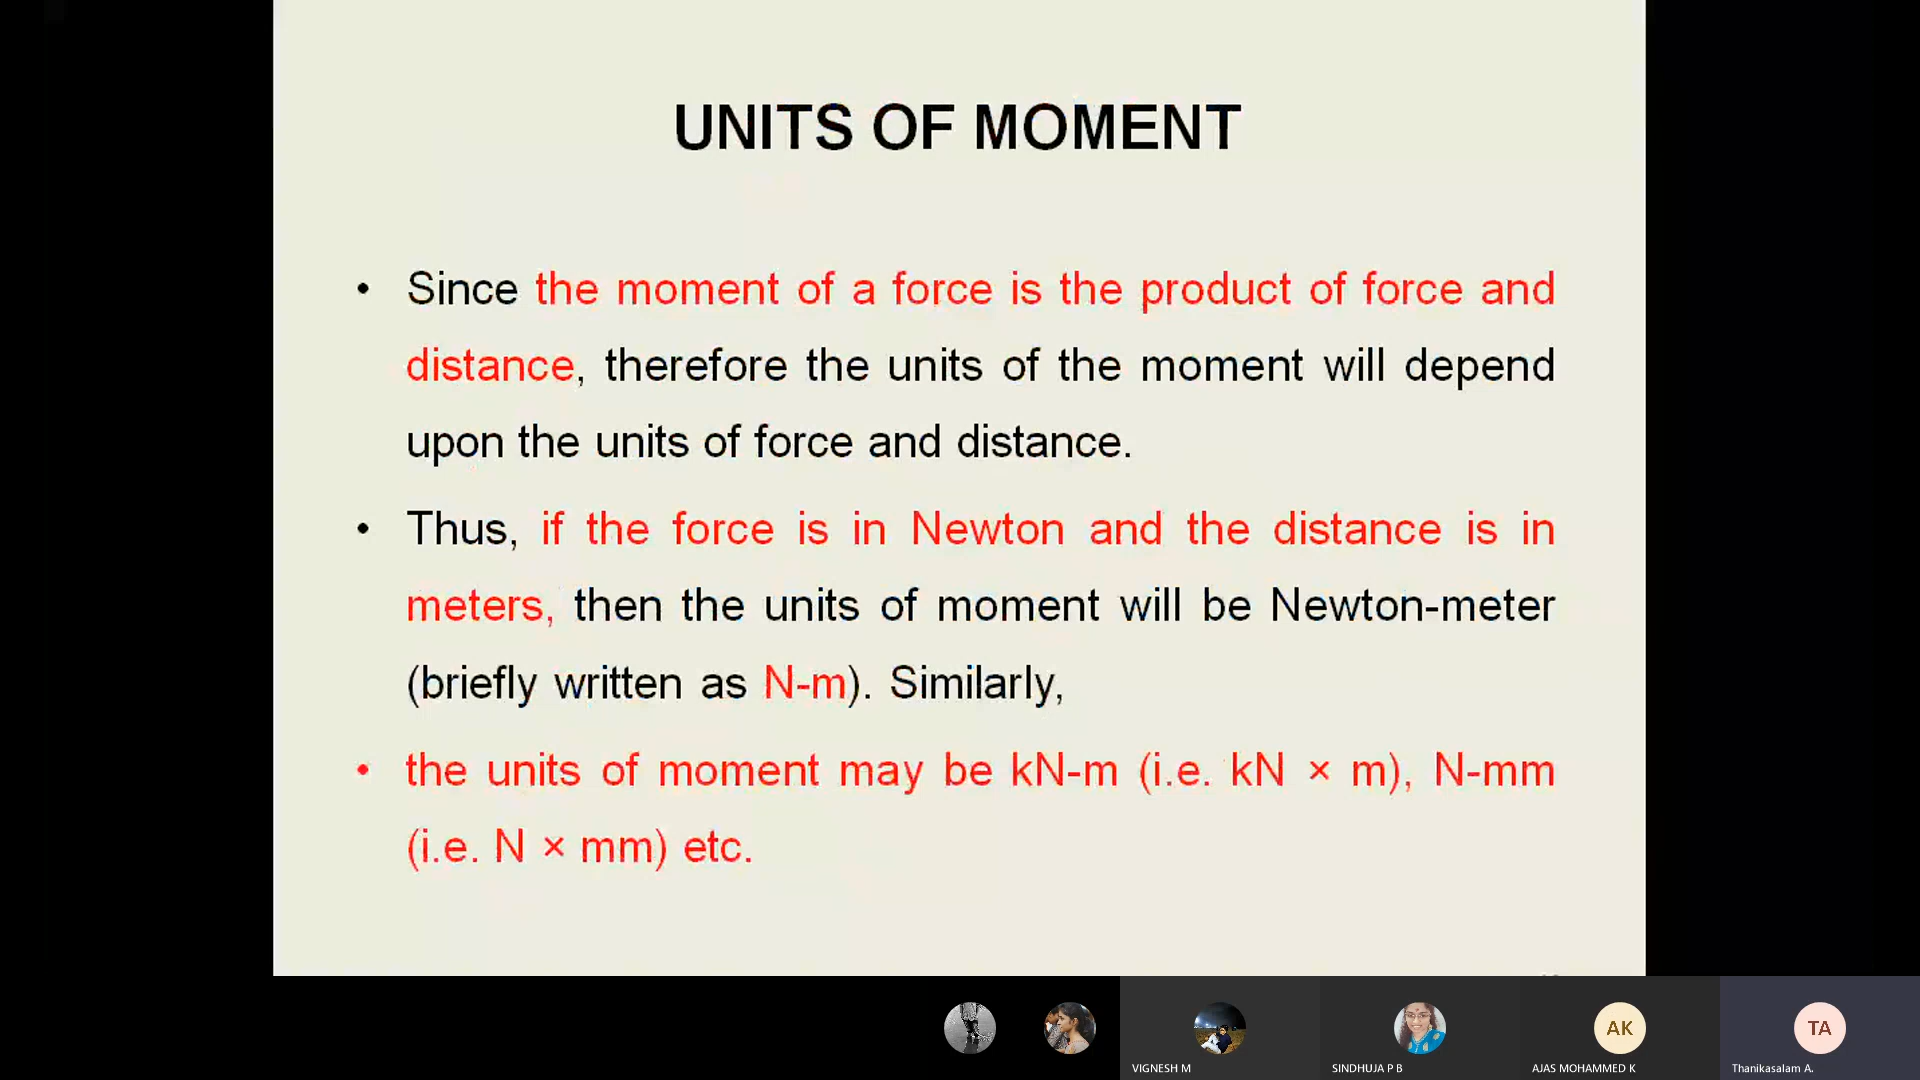 UNITS OF MOMENT
• Since the moment of a force is the product of force and
distance, therefore the units of the moment will depend
upon the units of force and distance.
• Thus, if the force is in Newton and the distance is in
meters, then the units of moment will be Newton-meter
(briefly written as N-m). Similarly,
• the units of moment may be kN-m (i.e. kN × m), N-mm
(i.e. N × mm) etc.
AK
TA
VIGNESH M
SINDHUJA P B
AJAS MOHAMMED K
Thanikasalam A.